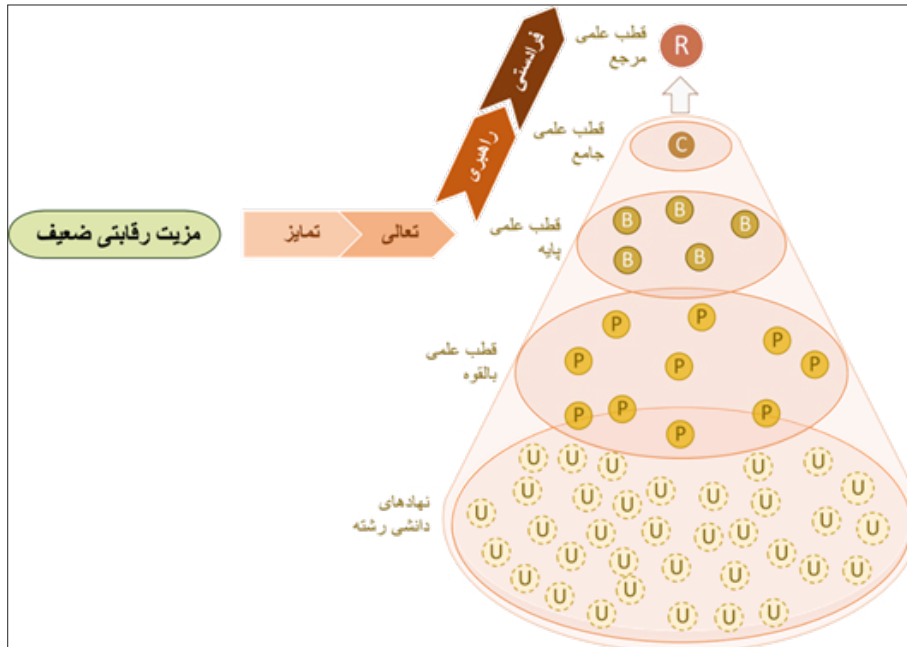 قطب علمی
مرجع
R
فرادستی
قطب علمی
جامع
C
راهبری
قطب علمی
پایه
B B B
B B
تعالی
تمایز
مزیت رقابتی ضعیف
قطب علمی
بالقوه
P P P P
P P
P P P P
نهادهای
دانشی رشته
U U U U U
U U U U U U U
U U U U U U U U
U U U U U U U U
U U U
U U U U